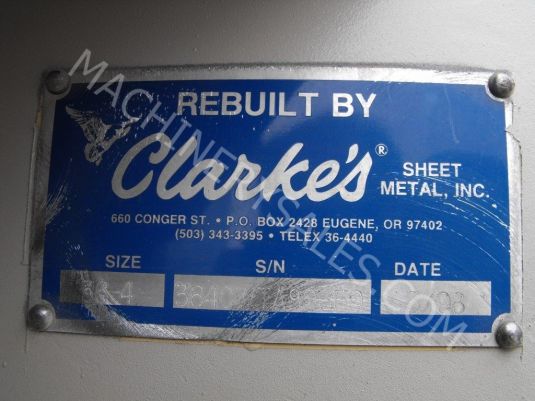 REBUILT BY
Clarke's®
SHEET
METAL, INC.
660 CONGER ST. • P.O. BOX 2428 EUGENE, OR 97402
(503) 343-3395 • TELEX 36-4440
SIZE S/N DATE
MACHINERYSALES.COM